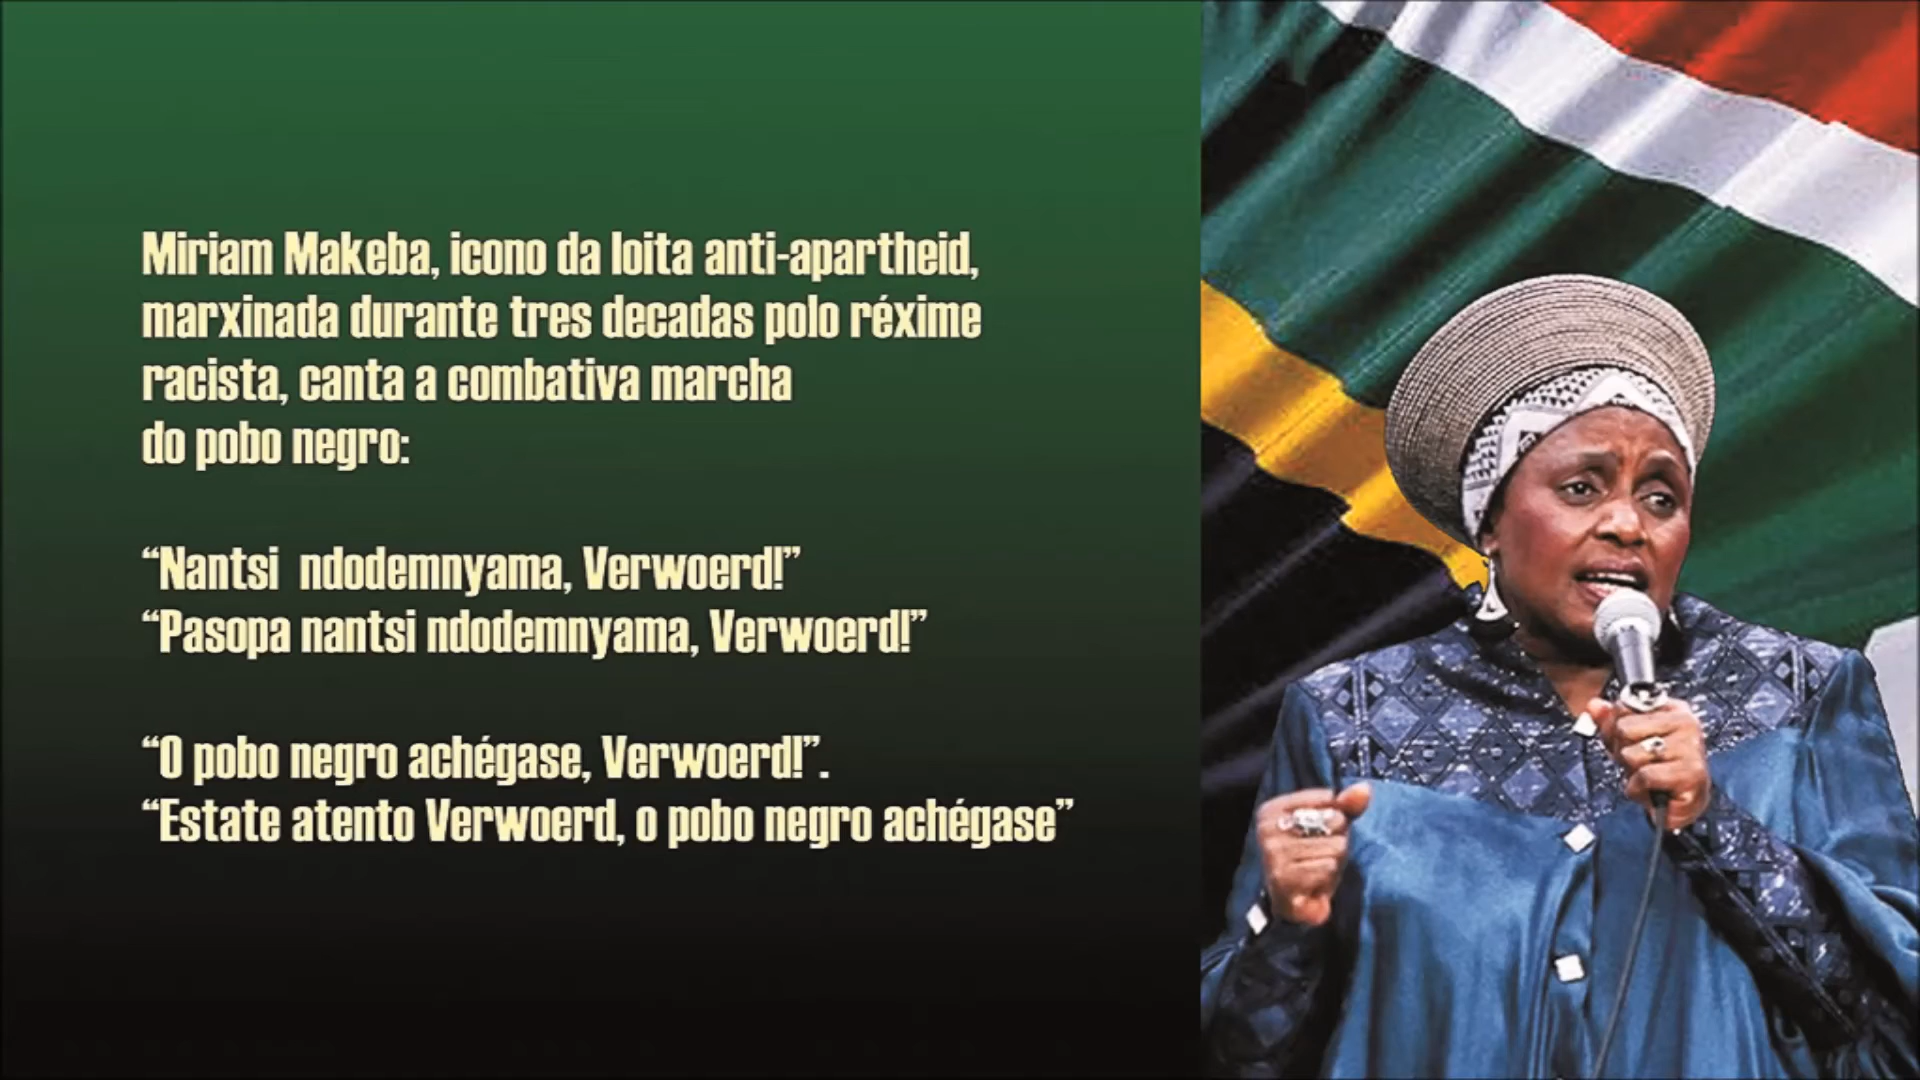 Miriam Makeba, icono da loita anti-apartheid,
marxinada durante tres decadas polo réxime
racista, canta a combativa marcha
do pobo negro:
“Nantsi ndodemnyama, Verwoerd!”
“Pasopa nantsi ndodemnyama, Verwoerd!”
“O pobo negro achégase, Verwoerd!”.
“Estate atento Verwoerd, o pobo negro achégase”